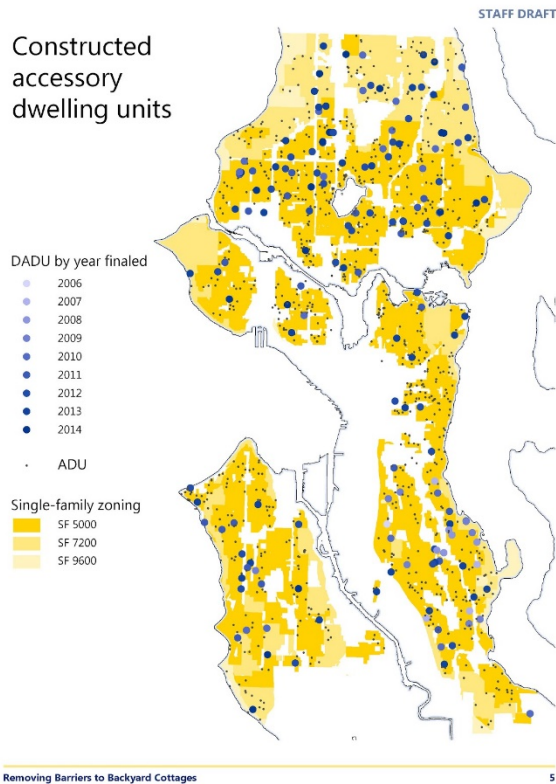 STAFF DRAFT
Constructed
accessory
dwelling units
DADU by year finaled
2006
2007
2008
2009
2010
2011
2012
2013
2014
ADU
Single-family zoning
SF 5000
SF 7200
SF 9600
Removing Barriers to Backyard Cottages 5